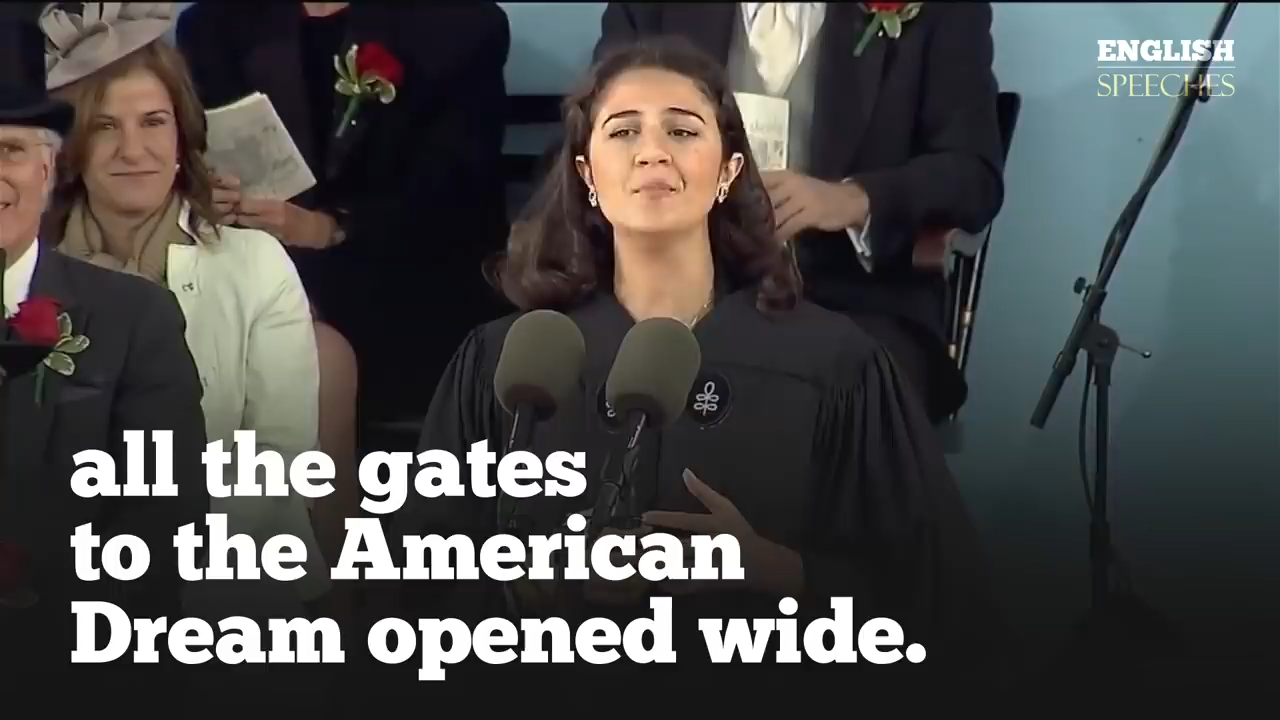 ENGLISH
SPEECHES
all the gates
to the American
Dream opened wide.